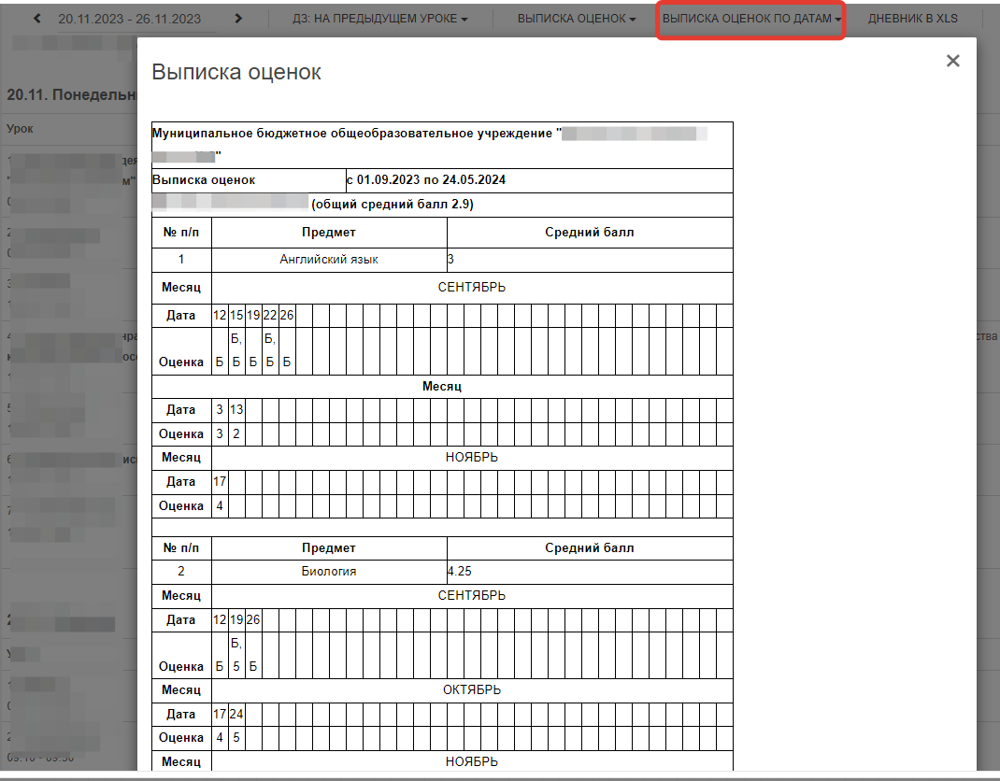 20.11.2023 - 26.11.2023 ДЗ: НА ПРЕДЫДУЩЕМ УРОКЕ ВЫПИСКА ОЦЕНОК ВЫПИСКА ОЦЕНОК ПО ДАТАМ ДНЕВНИК В XLS
20.11. Понедельн
Урок
Выписка оценок
Муниципальное бюджетное общеобразовательное учреждение "
"
Выписка оценок с 01.09.2023 по 24.05.2024
(общий средний балл 2.9)
№ п/п Предмет Средний балл
1 Английский язык 3
Месяц СЕНТЯБРЬ
Дата 12 15 19 22 26
Б, Б,
Оценка Б Б Б Б Б
Месяц
Дата 3 13
Оценка 3 2
Месяц НОЯБРЬ
Дата 17
Оценка 4
№ п/п Предмет Средний балл
2 Биология 4.25
Месяц СЕНТЯБРЬ
Дата 12 19 26
Б,
Оценка Б 5 Б
Месяц ОКТЯБРЬ
Дата 17 24
Оценка 4 5
Месяц НОЯБРЬ